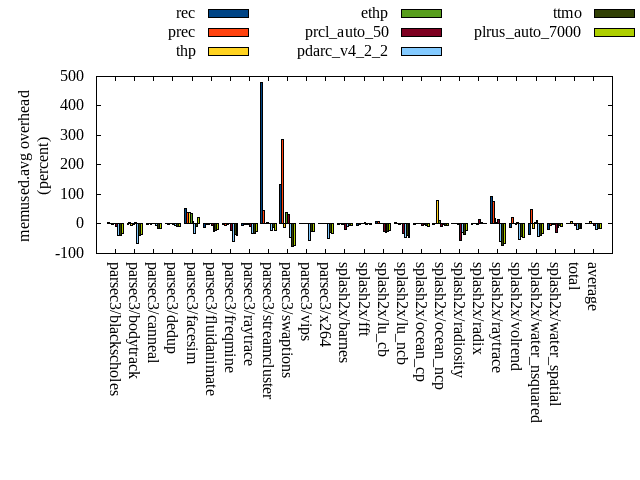 rec ethp ttmo
prec prcl_auto_50 plrus_auto_7000
thp pdarc_v4_2_2
memused.avg overhead
(percent)
500
400
300
200
100
0
-100
parsec3/blackscholes
parsec3/bodytrack
parsec3/canneal
parsec3/dedup
parsec3/facesim
parsec3/fluidanimate
parsec3/freqmine
parsec3/raytrace
parsec3/streamcluster
parsec3/swaptions
parsec3/vips
parsec3/x264
splash2x/barnes
splash2x/fft
splash2x/lu_cb
splash2x/lu_ncb
splash2x/ocean_cp
splash2x/ocean_ncp
splash2x/radiosity
splash2x/radix
splash2x/raytrace
splash2x/volrend
splash2x/water_nsquared
splash2x/water_spatial
total
average